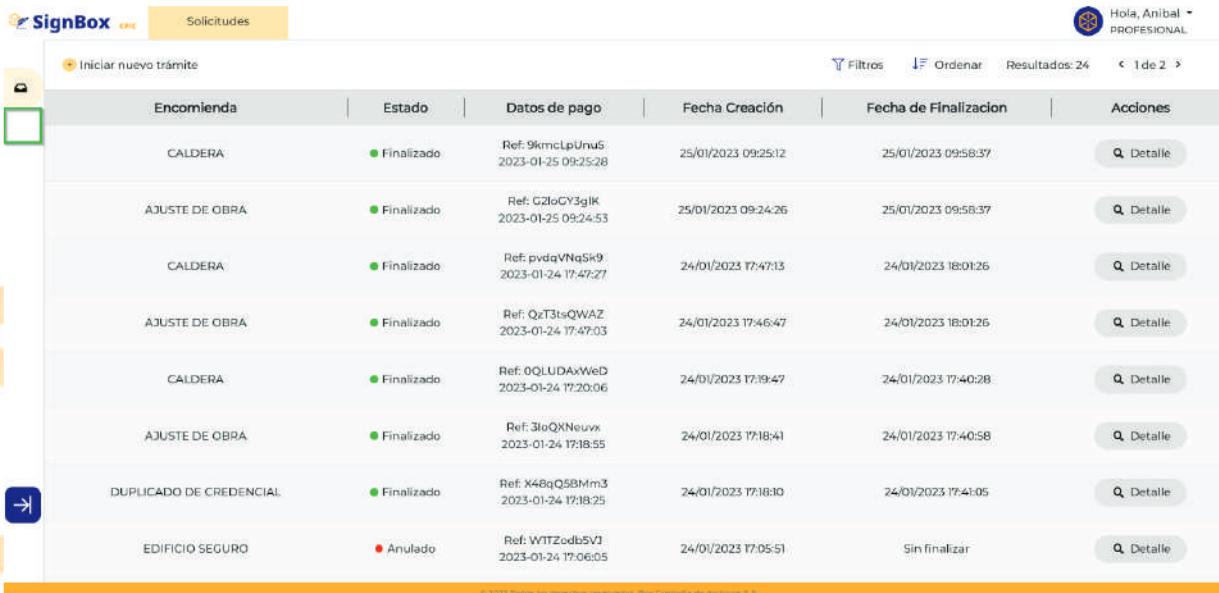 SignBox CPIC
Solicitudes
Hola, Anibal
PROFESIONAL
Iniciar nuevo trámite
Filtros
Ordenar
Resultados: 24
< 1 de 2 >
Encomienda | Estado | Datos de pago | Fecha Creación | Fecha de Finalizacion | Acciones
CALDERA Finalizado Ref: 9kmcLpUnuS 25/01/2023 09:25:12 25/01/2023 09:58:37 Detalle
2023-01-25 09:25:28
AJUSTE DE OBRA Finalizado Ref: G2loGY3glK 25/01/2023 09:24:26 25/01/2023 09:58:37 Detalle
2023-01-25 09:24:53
CALDERA Finalizado Ref: pvdqVNqSk9 24/01/2023 17:47:13 24/01/2023 18:01:26 Detalle
2023-01-24 17:47:27
AJUSTE DE OBRA Finalizado Ref: QzT3tsQWAZ 24/01/2023 17:46:47 24/01/2023 18:01:26 Detalle
2023-01-24 17:47:03
CALDERA Finalizado Ref: 0QLUDAxWeD 24/01/2023 17:19:47 24/01/2023 17:40:28 Detalle
2023-01-24 17:20:06
AJUSTE DE OBRA Finalizado Ref: 3loQXNeuvx 24/01/2023 17:18:41 24/01/2023 17:40:58 Detalle
2023-01-24 17:18:55
DUPLICADO DE CREDENCIAL Finalizado Ref: X48qQ5BMm3 24/01/2023 17:18:10 24/01/2023 17:41:05 Detalle
2023-01-24 17:18:25
EDIFICIO SEGURO Anulado Ref: W1TZodb5VJ 24/01/2023 17:05:51 Sin finalizar Detalle
2023-01-24 17:06:05